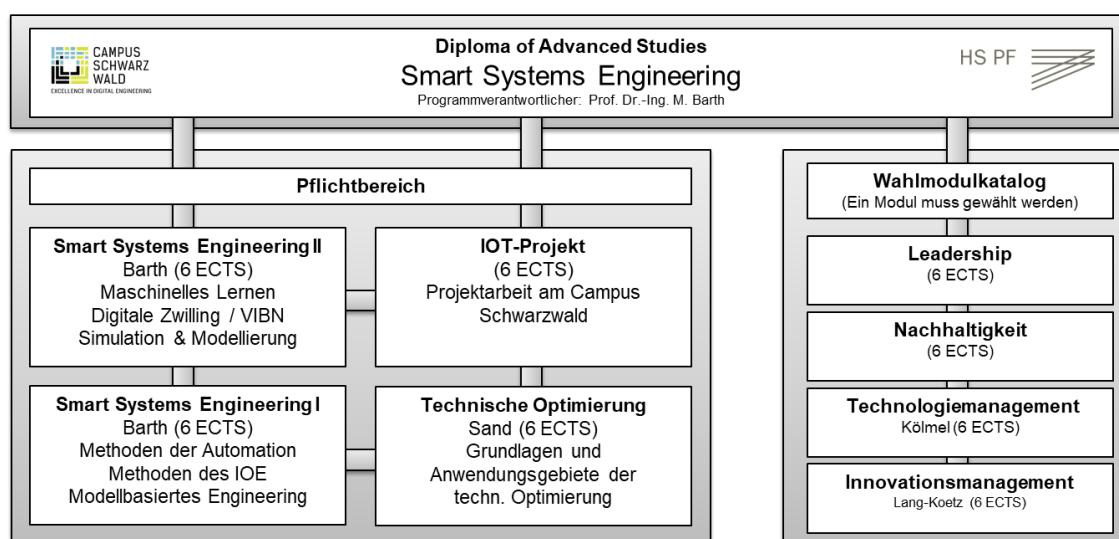 CAMPUS
SCHWARZ
WALD
EXCELLENCE IN DIGITAL ENGINEERING
Diploma of Advanced Studies
Smart Systems Engineering
Programmverantwortlicher: Prof. Dr.-Ing. M. Barth
HS PF
Pflichtbereich
Smart Systems Engineering II
Barth (6 ECTS)
Maschinelles Lernen
Digitale Zwilling / VIBN
Simulation & Modellierung
IOT-Projekt
(6 ECTS)
Projektarbeit am Campus
Schwarzwald
Smart Systems Engineering I
Barth (6 ECTS)
Methoden der Automation
Methoden des IOE
Modellbasiertes Engineering
Technische Optimierung
Sand (6 ECTS)
Grundlagen und
Anwendungsgebiete der
techn. Optimierung
Wahlmodulkatalog
(Ein Modul muss gewählt werden)
Leadership
(6 ECTS)
Nachhaltigkeit
(6 ECTS)
Technologiemanagement
Kölmel (6 ECTS)
Innovationsmanagement
Lang-Koetz (6 ECTS)